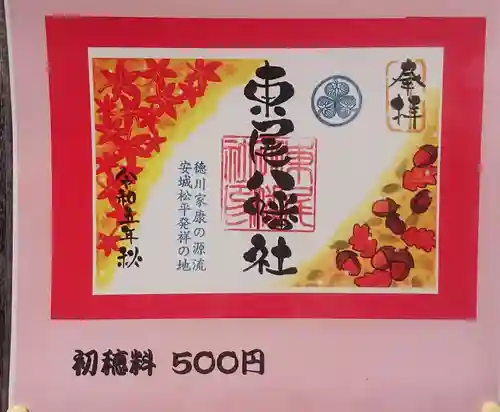 奉拝
東尾八幡社
徳川家康の源流
安城松平発祥の地
令和五年秋
初穂料 500円